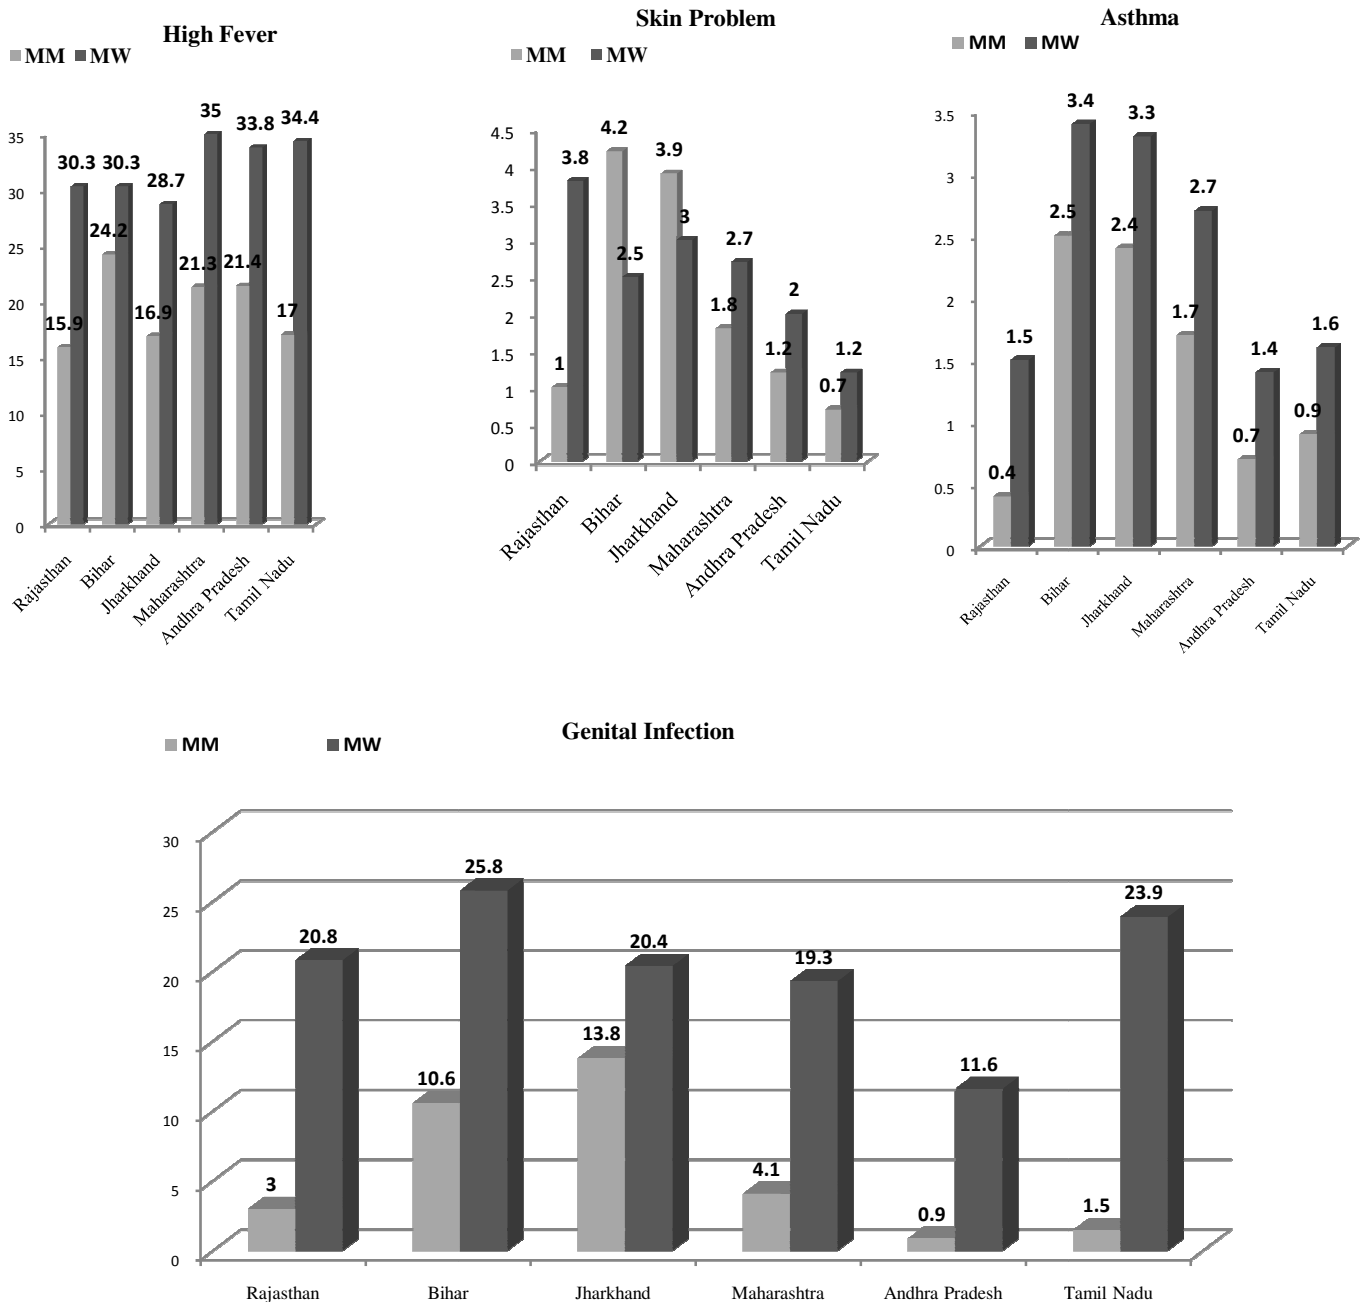 High Fever
MM MW
35 30 25 20 15 10 5 0
30.3 30.3 28.7 35 33.8 34.4
15.9 24.2 16.9 21.3 21.4 17
Rajasthan Bihar Jharkhand Maharashtra Andhra Pradesh Tamil Nadu
Skin Problem
MM MW
4.5 4 3.5 3 2.5 2 1.5 1 0.5 0
1 4.2 3.9 1.8 1.2 0.7
3.8 2.5 3 2.7 2 1.2
Rajasthan Bihar Jharkhand Maharashtra Andhra Pradesh Tamil Nadu
Asthma
MM MW
3.5 3 2.5 2 1.5 1 0.5 0
0.4 2.5 2.4 1.7 0.7 0.9
1.5 3.4 3.3 2.7 1.4 1.6
Rajasthan Bihar Jharkhand Maharashtra Andhra Pradesh Tamil Nadu
Genital Infection
MM MW
30 25 20 15 10 5 0
3 10.6 13.8 4.1 0.9 1.5
20.8 25.8 20.4 19.3 11.6 23.9
Rajasthan Bihar Jharkhand Maharashtra Andhra Pradesh Tamil Nadu